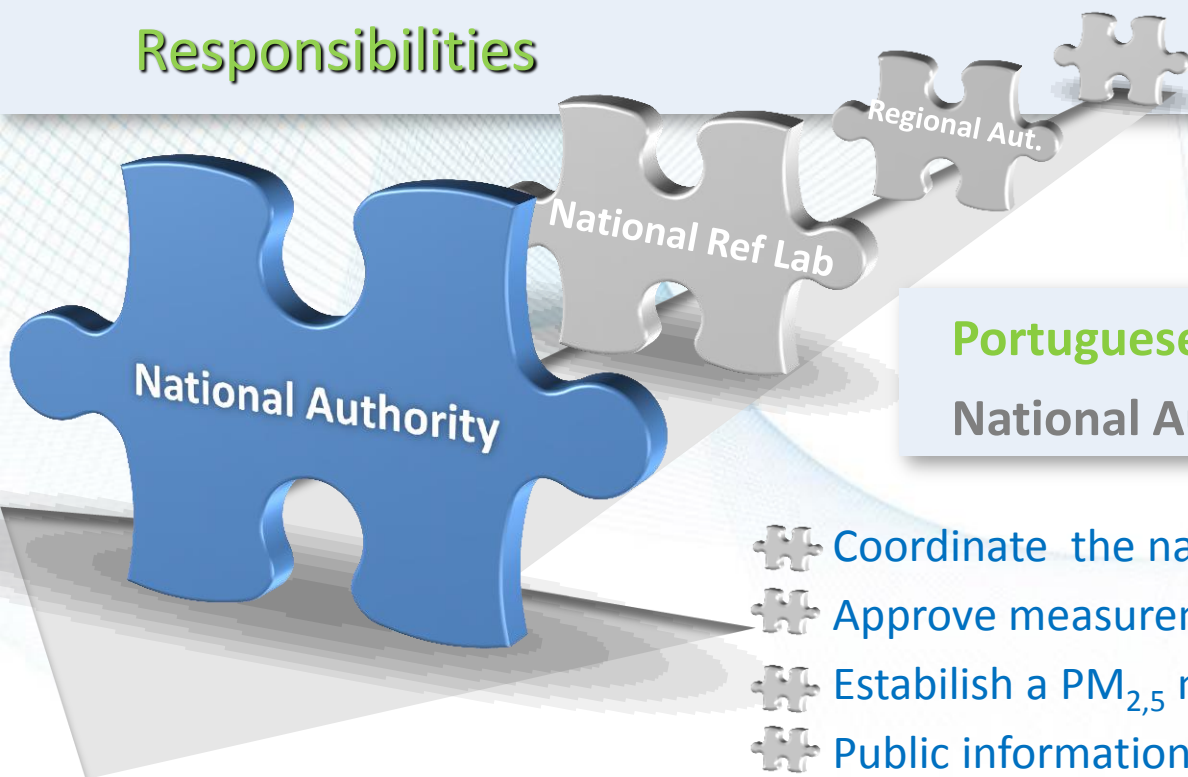 Responsibilities
Regional Aut.
National Ref Lab
National Authority
Portuguese
National A
Coordinate the na
Approve measurer
Estabilish a PM2,5 r
Public information